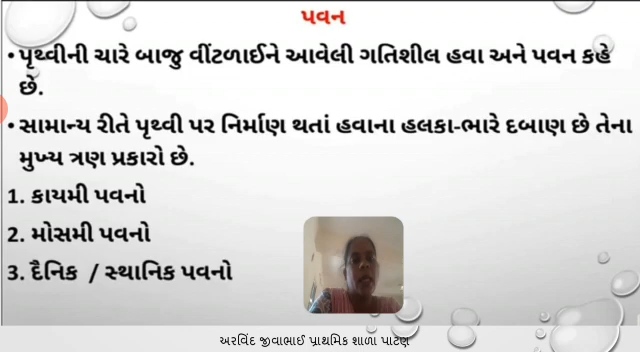 પવન
• પૃથ્વીની ચારે બાજુ વીંટળાઈને આવેલી ગતિશીલ હવા અને પવન કહે
છે.
• સામાન્ય રીતે પૃથ્વી પર નિર્માણ થતાં હવાના હલકા-ભારે દબાણ છે તેના
મુખ્ય ત્રણ પ્રકારો છે.
1. કાયમી પવનો
2. મોસમી પવનો
3. દૈનિક / સ્થાનિક પવનો
અરવિંદ જીવાભાઈ પ્રાથમિક શાળા પાટણ